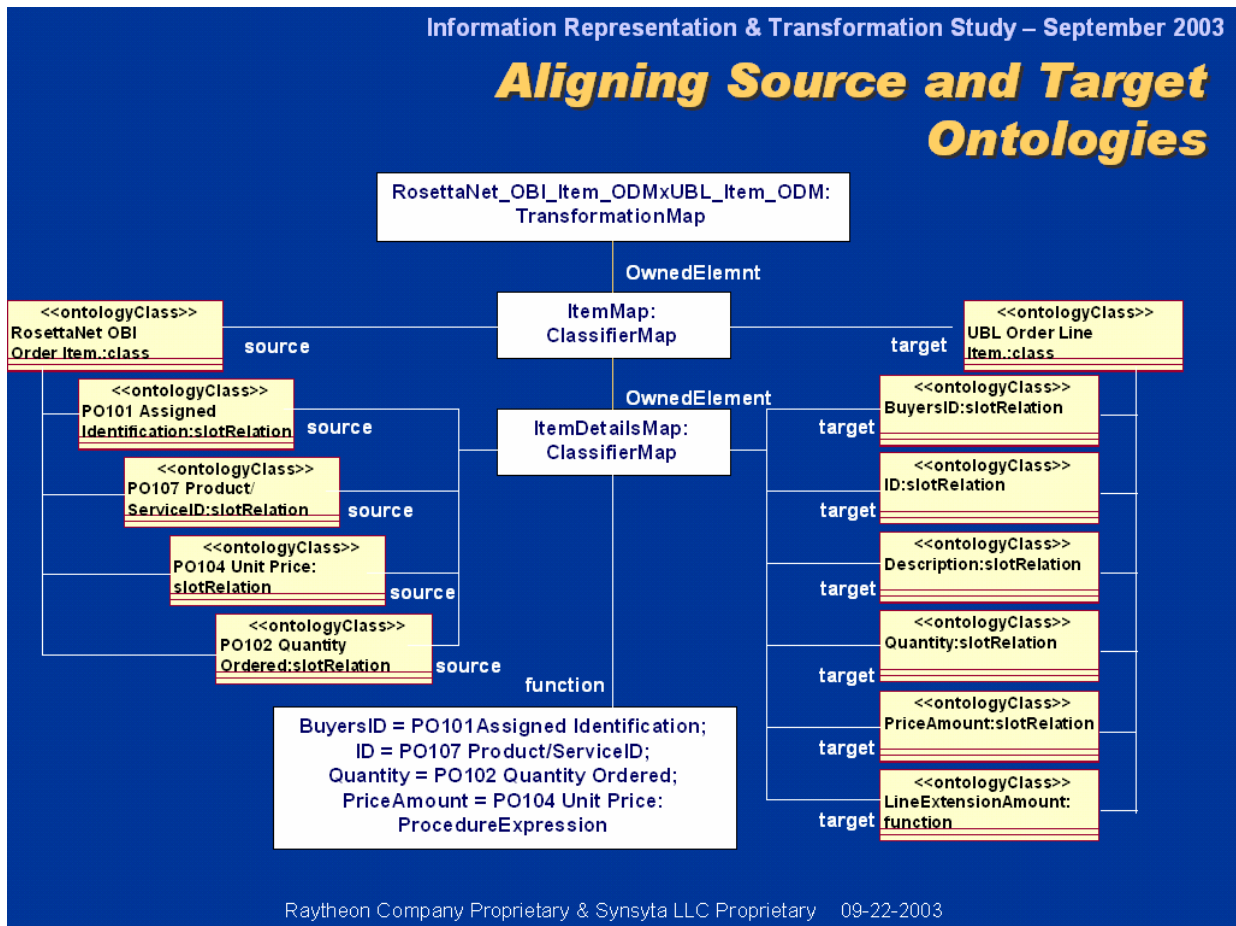 Information Representation & Transformation Study – September 2003
Aligning Source and Target
Ontologies
RosettaNet_OBI_Item_ODMxUBL_Item_ODM:
TransformationMap
OwnedElemnt
<<ontologyClass>>
RosettaNet OBI
Order Item.:class
source
ItemMap:
ClassifierMap
target
<<ontologyClass>>
UBL Order Line
Item.:class
OwnedElement
<<ontologyClass>>
PO101 Assigned
Identification:slotRelation
source
<<ontologyClass>>
PO107 Product/
ServiceID:slotRelation
source
<<ontologyClass>>
PO104 Unit Price:
slotRelation
source
<<ontologyClass>>
PO102 Quantity
Ordered:slotRelation
source
ItemDetailsMap:
ClassifierMap
target
<<ontologyClass>>
BuyersID:slotRelation
target
<<ontologyClass>>
ID:slotRelation
target
<<ontologyClass>>
Description:slotRelation
target
<<ontologyClass>>
Quantity:slotRelation
target
<<ontologyClass>>
PriceAmount:slotRelation
target
<<ontologyClass>>
LineExtensionAmount:
function
function
BuyersID = PO101Assigned Identification;
ID = PO107 Product/ServiceID;
Quantity = PO102 Quantity Ordered;
PriceAmount = PO104 Unit Price:
ProcedureExpression
Raytheon Company Proprietary & Synsyta LLC Proprietary 09-22-2003